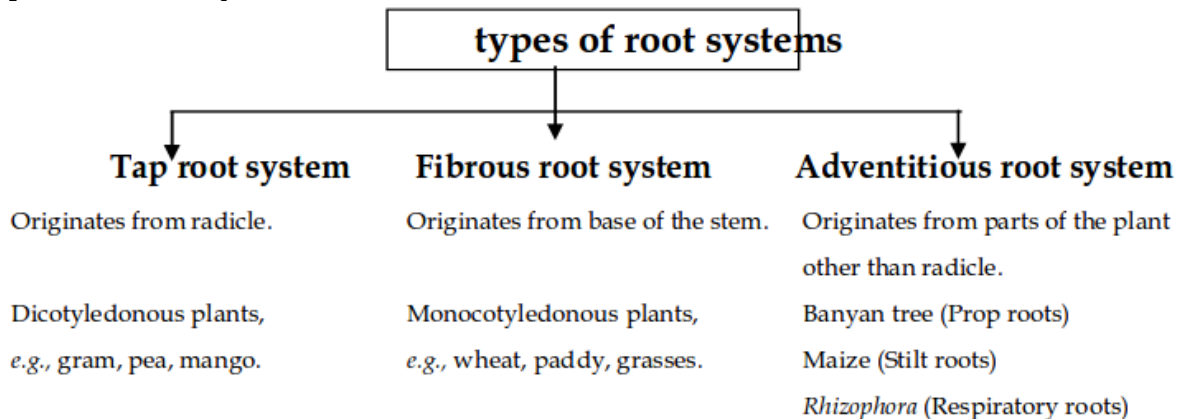 types of root systems
Tap root system
Originates from radicle.
Dicotyledonous plants,
e.g., gram, pea, mango.
Fibrous root system
Originates from base of the stem.
Monocotyledonous plants,
e.g., wheat, paddy, grasses.
Adventitious root system
Originates from parts of the plant
other than radicle.
Banyan tree (Prop roots)
Maize (Stilt roots)
Rhizophora (Respiratory roots)